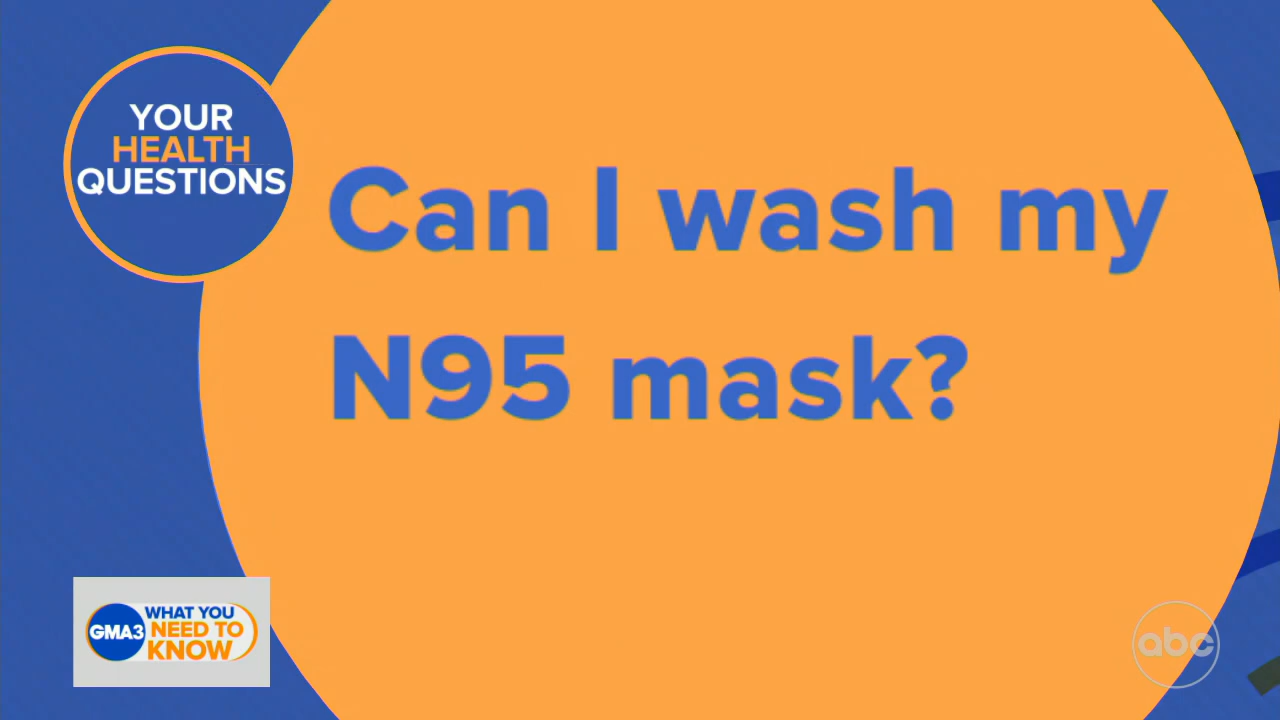 YOUR
HEALTH
QUESTIONS
Can I wash my
N95 mask?
GMA3
WHAT YOU
NEED TO
KNOW
abc